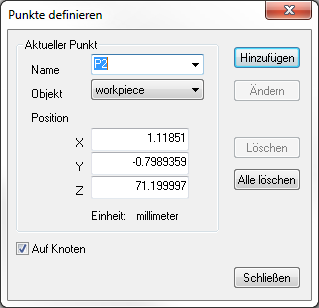 Punkte definieren
Aktueller Punkt
Name P2
Hinzufügen
Objekt workpiece
Ändern
Position
X 1.11851
Y -0.7989359
Löschen
Z 71.199997
Alle löschen
Einheit: millimeter
Auf Knoten
Schließen